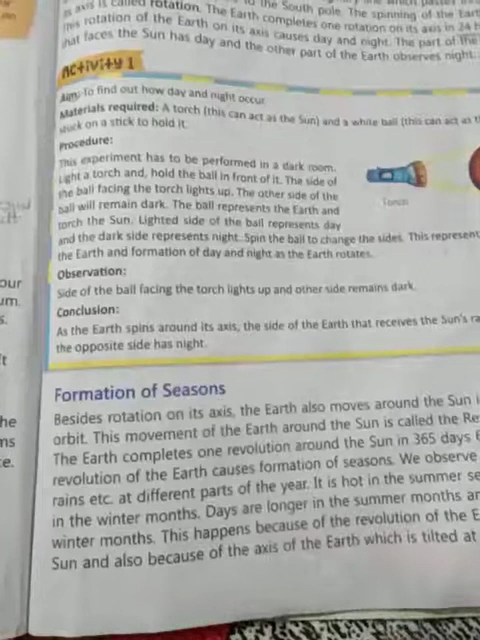 is axis is called rotation. The Earth completes one rotation on its axis in 24 h
rotation of the Earth on its axis causes day and night. The part of the
that faces the Sun has day and the other part of the Earth observes night.
Activity 1
Aim: To find out how day and night occur.
Materials required: A torch (this can act as the Sun) and a white ball (this can act as t
stuck on a stick to hold it.
Procedure:
This experiment has to be performed in a dark room.
Light a torch and, hold the ball in front of it. The side of
the ball facing the torch lights up. The other side of the
ball will remain dark. The ball represents the Earth and
torch the Sun. Lighted side of the ball represents day
and the dark side represents night. Spin the ball to change the sides. This represent
the Earth and formation of day and night as the Earth rotates.
Torch
Observation:
Side of the ball facing the torch lights up and other side remains dark.
Conclusion:
As the Earth spins around its axis, the side of the Earth that receives the Sun's ra
the opposite side has night.
Formation of Seasons
Besides rotation on its axis, the Earth also moves around the Sun i
orbit. This movement of the Earth around the Sun is called the Re
The Earth completes one revolution around the Sun in 365 days 6
revolution of the Earth causes formation of seasons. We observe
rains etc. at different parts of the year. It is hot in the summer se
in the winter months. Days are longer in the summer months an
winter months. This happens because of the revolution of the E
Sun and also because of the axis of the Earth which is tilted at